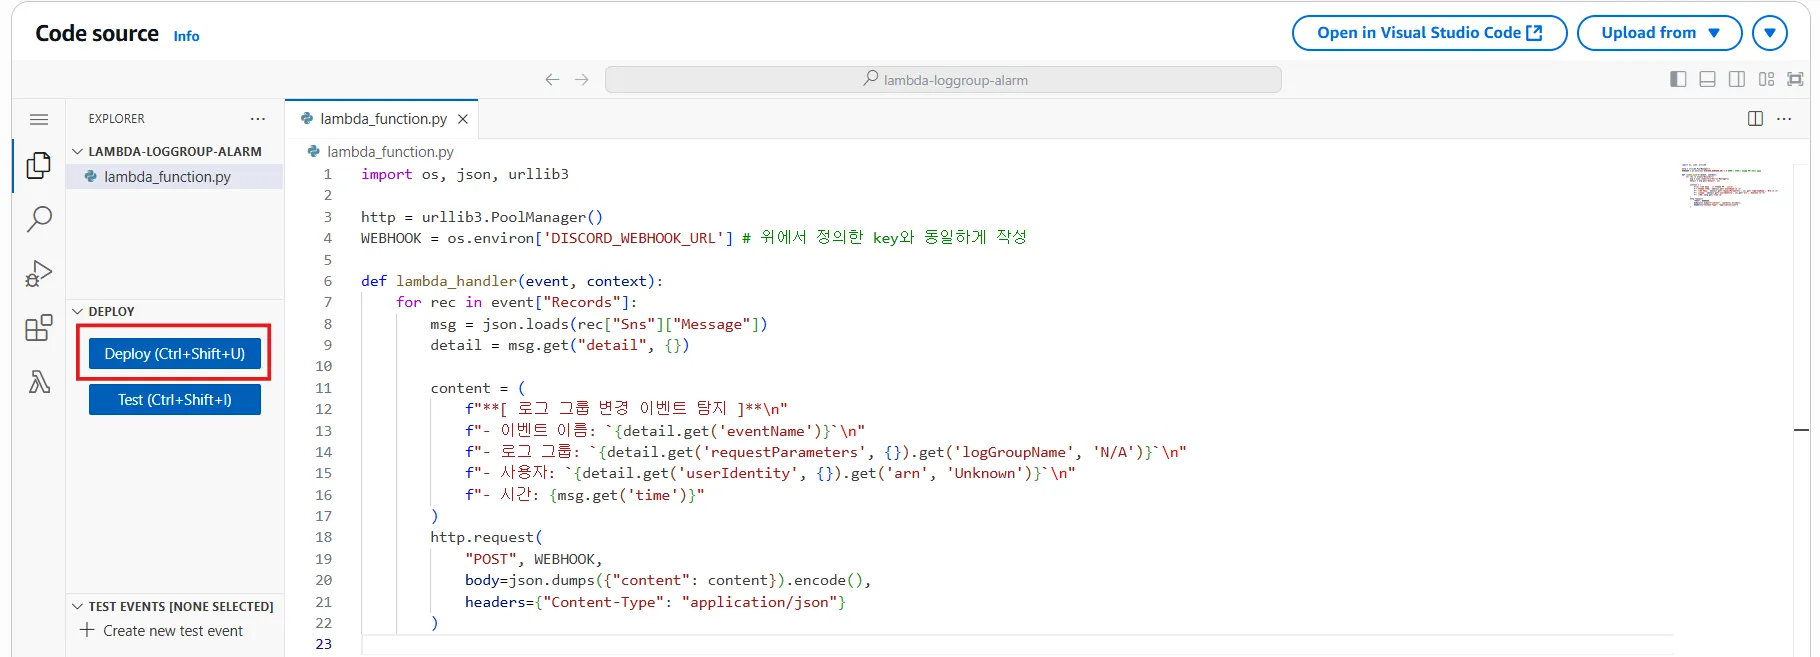 Code source Info
Open in Visual Studio Code
Upload from
lambda-loggroup-alarm
EXPLORER
LAMBDA-LOGGROUP-ALARM
lambda_function.py
DEPLOY
Deploy (Ctrl+Shift+U)
Test (Ctrl+Shift+I)
TEST EVENTS [NONE SELECTED]
Create new test event
lambda_function.py
lambda_function.py
1 import os, json, urllib3
2
3 http = urllib3.PoolManager()
4 WEBHOOK = os.environ['DISCORD_WEBHOOK_URL'] # 위에서 정의한 key와 동일하게 작성
5
6 def lambda_handler(event, context):
7 for rec in event["Records"]:
8 msg = json.loads(rec["Sns"]["Message"])
9 detail = msg.get("detail", {})
10
11 content = (
12 f"**[ 로그 그룹 변경 이벤트 탐지 ]**\n"
13 f"- 이벤트 이름: `{detail.get('eventName')}`\n"
14 f"- 로그 그룹: `{detail.get('requestParameters', {}).get('logGroupName', 'N/A')}`\n"
15 f"- 사용자: `{detail.get('userIdentity', {}).get('arn', 'Unknown')}`\n"
16 f"- 시간: {msg.get('time')}"
17 )
18 http.request(
19 "POST", WEBHOOK,
20 body=json.dumps({"content": content}).encode(),
21 headers={"Content-Type": "application/json"}
22 )
23